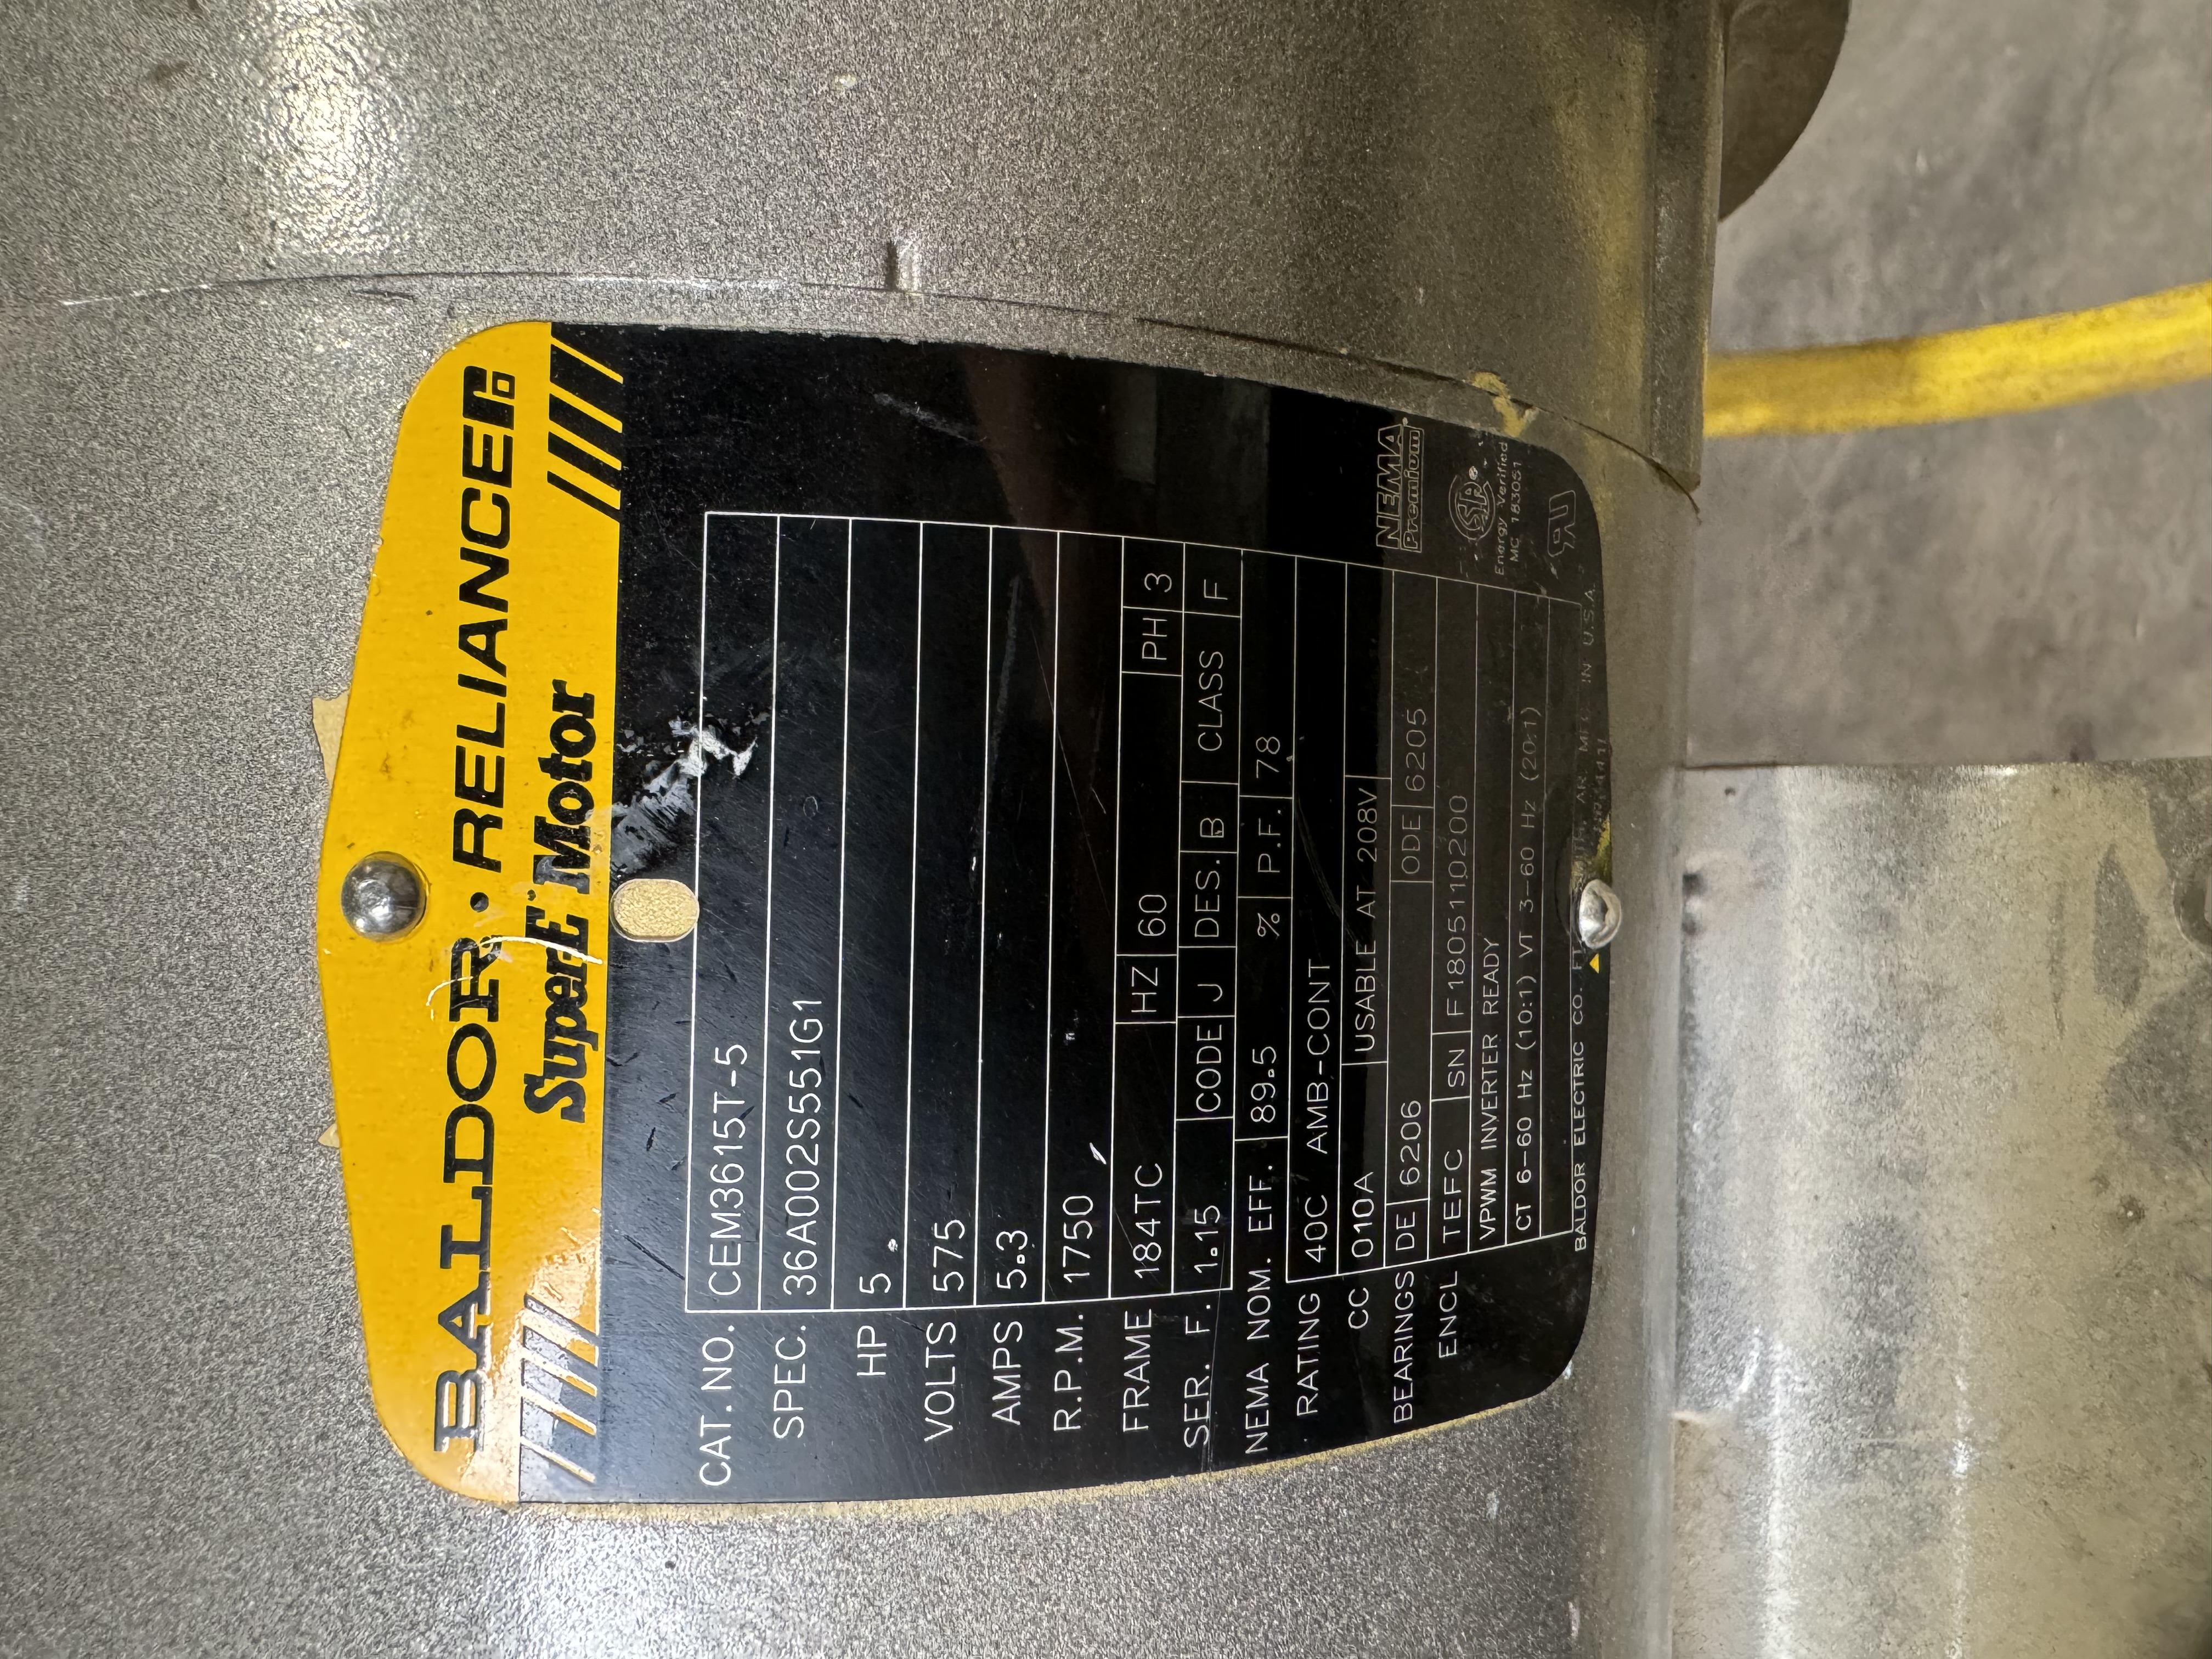 BALDOR · RELIANCE
SuperE™ Motor
CAT. NO. CEM3615T-5
SPEC. 36A002S551G1
HP 5
VOLTS 575
AMPS 5.3
R.P.M. 1750
FRAME 184TC HZ 60 PH 3
SER. F. 1.15 CODE J DES. B CLASS F
NEMA NOM. EFF. 89.5 % P.F. 78
RATING 40C AMB-CONT
CC 010A USABLE AT 208V
BEARINGS DE 6206 ODE 6205
ENCL TEFC SN F1805110200
VPWM INVERTER READY
CT 6-60 Hz (10:1) VT 3-60 Hz (20:1)
NEMA
Premium
SA®
Energy Verified
MC 183051
BALDOR ELECTRIC CO. IN U.S.A.